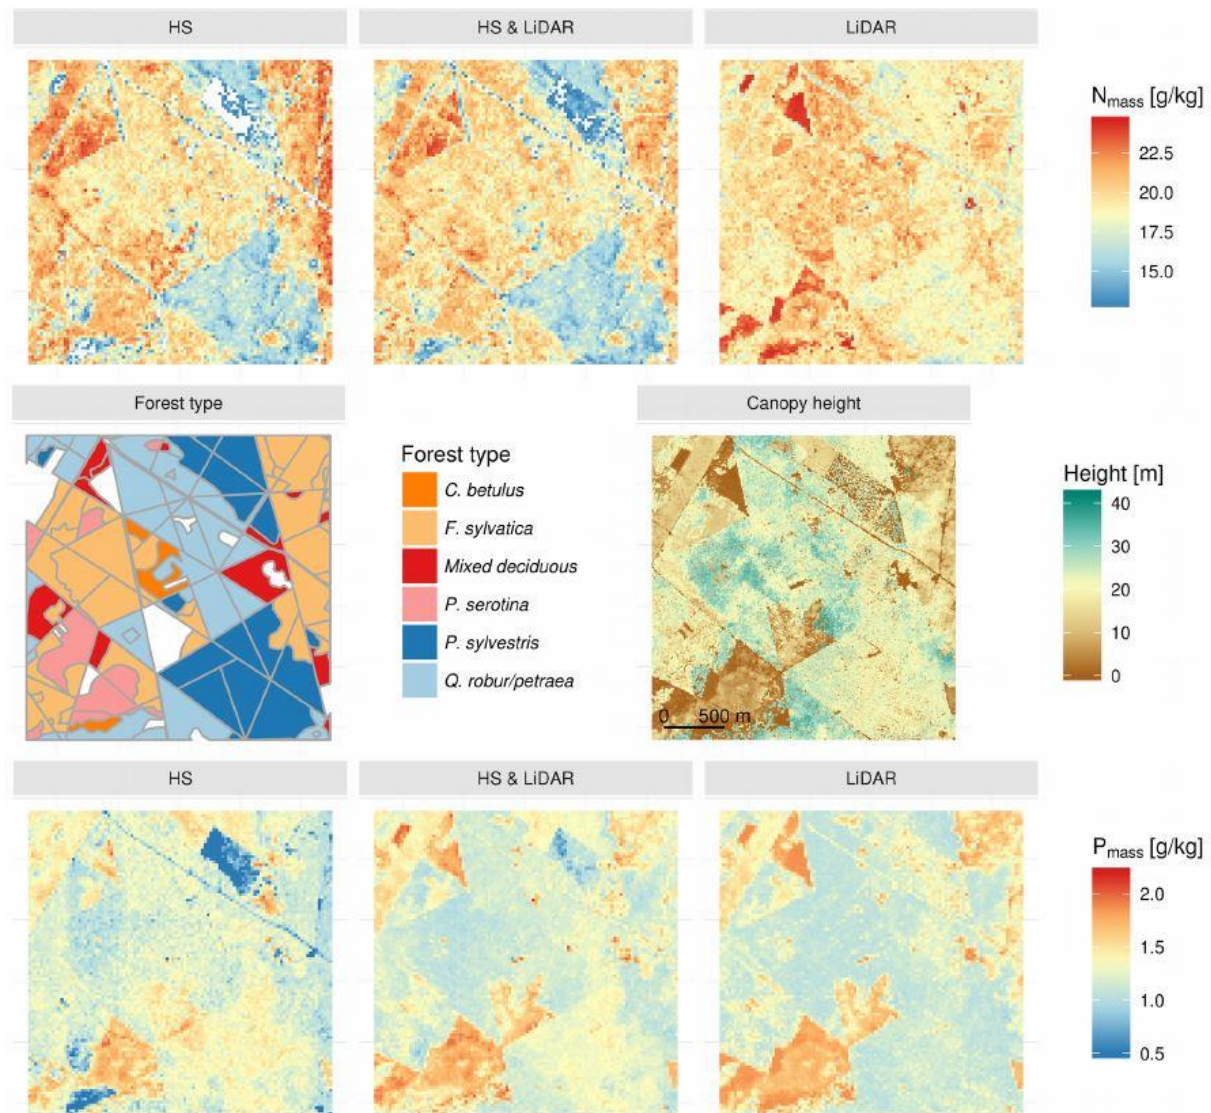 HS
HS & LiDAR
LiDAR
N_mass [g/kg]
22.5
20.0
17.5
15.0
Forest type
Canopy height
Forest type
C. betulus
F. sylvatica
Mixed deciduous
P. serotina
P. sylvestris
Q. robur/petraea
Height [m]
40
30
20
10
0
0 500 m
HS
HS & LiDAR
LiDAR
P_mass [g/kg]
2.0
1.5
1.0
0.5